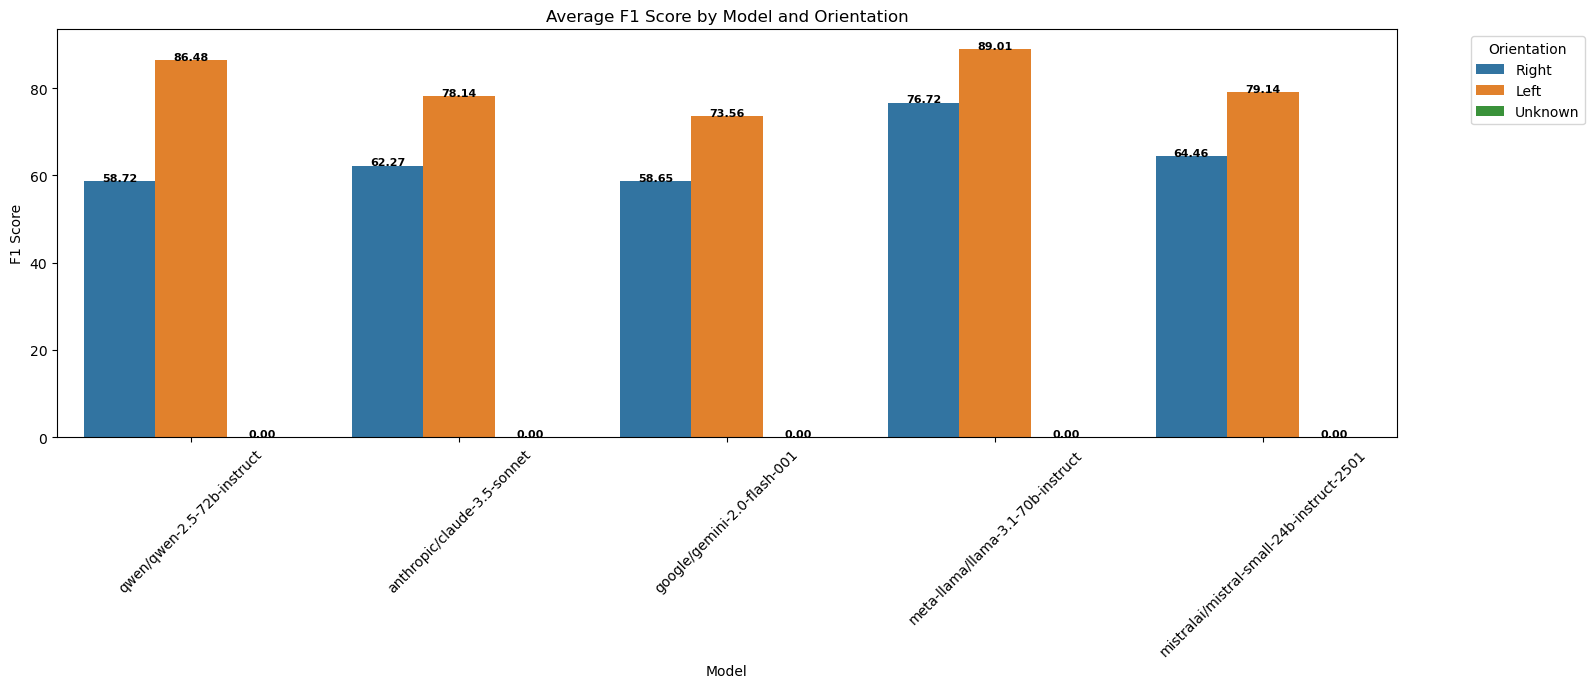 Average F1 Score by Model and Orientation
Orientation
Right
Left
Unknown
F1 Score
80
60
40
20
0
58.72
86.48
0.00
62.27
78.14
0.00
58.65
73.56
0.00
76.72
89.01
0.00
64.46
79.14
0.00
qwen/qwen-2.5-72b-instruct
anthropic/claude-3.5-sonnet
google/gemini-2.0-flash-001
meta-llama/llama-3.1-70b-instruct
mistralai/mistral-small-24b-instruct-2501
Model